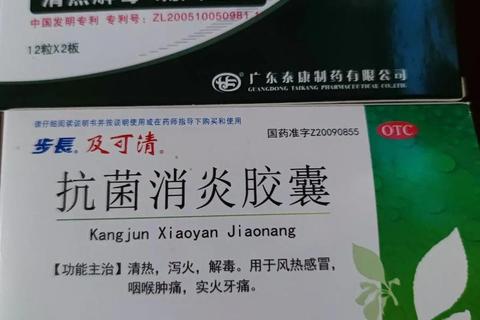 中国发明专利 专利号:ZL200510050981.1
12粒X2板
广东泰康制药有限公司
GUANGDONG TAIKANG PHARMACEUTICAL CO.,LTD.
请仔细阅读说明书并按说明使用或在药师指导下购买和使用
国药准字Z20090855
OTC
步長® 及可清®
抗菌消炎胶囊
Kangjun Xiaoyan Jiaonang
【功能主治】清热,泻火,解毒。用于风热感冒,
咽喉肿痛,实火牙痛。